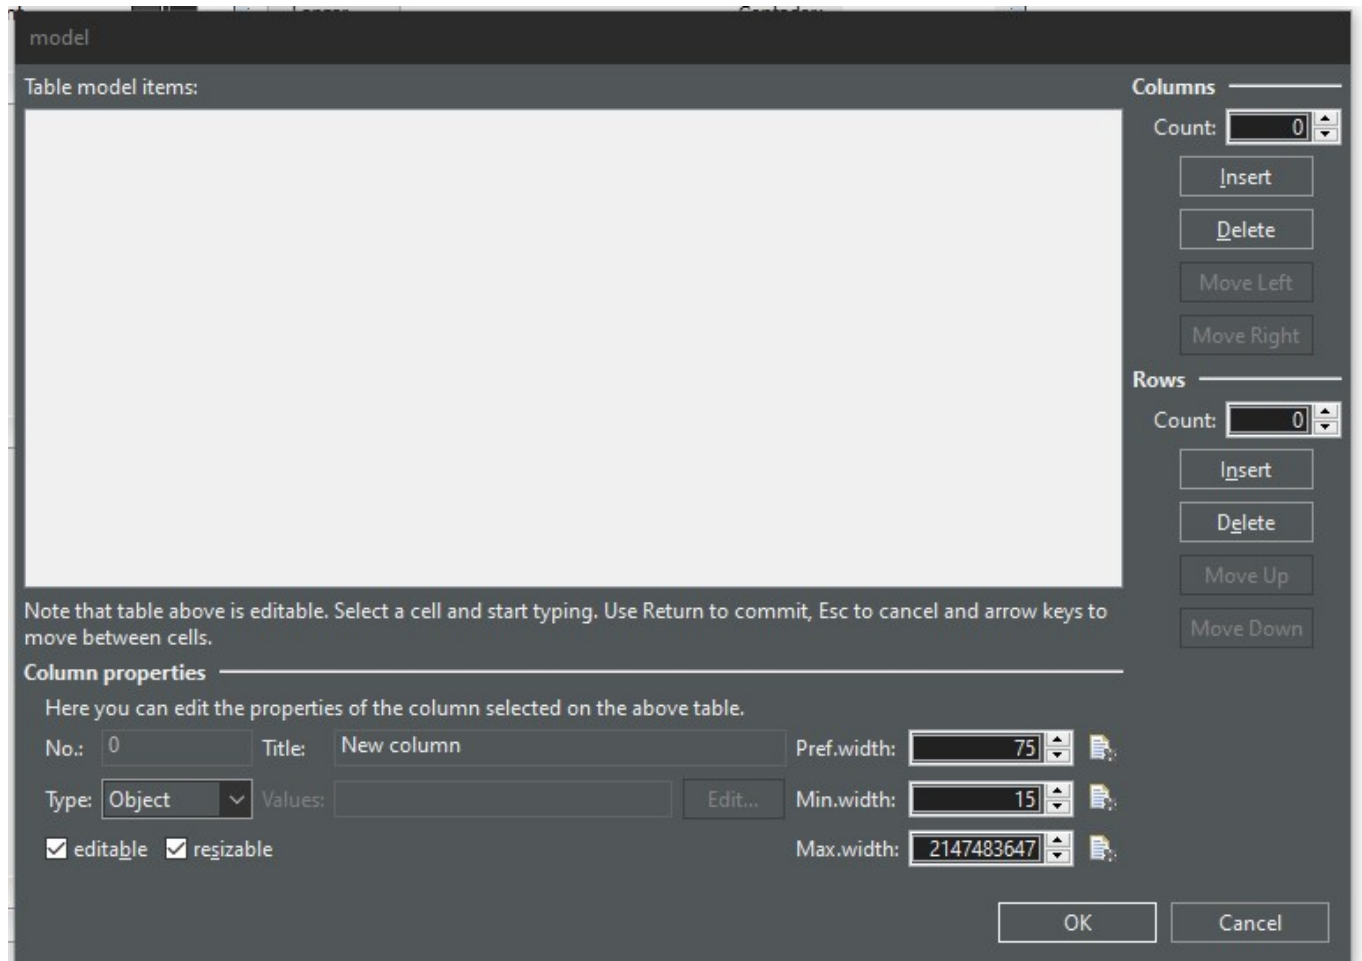 model
Table model items:
Columns
Count: 0
Insert
Delete
Move Left
Move Right
Rows
Count: 0
Insert
Delete
Move Up
Move Down
Note that table above is editable. Select a cell and start typing. Use Return to commit, Esc to cancel and arrow keys to
move between cells.
Column properties
Here you can edit the properties of the column selected on the above table.
No.: 0 Title: New column Pref.width: 75
Type: Object Values: Edit... Min.width: 15
editable resizable Max.width: 2147483647
OK Cancel